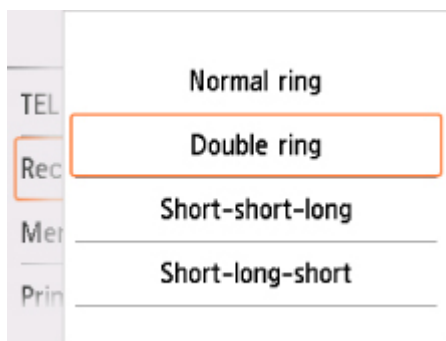 TEL
Rec
Mer
Prin
Normal ring
Double ring
Short-short-long
Short-long-short